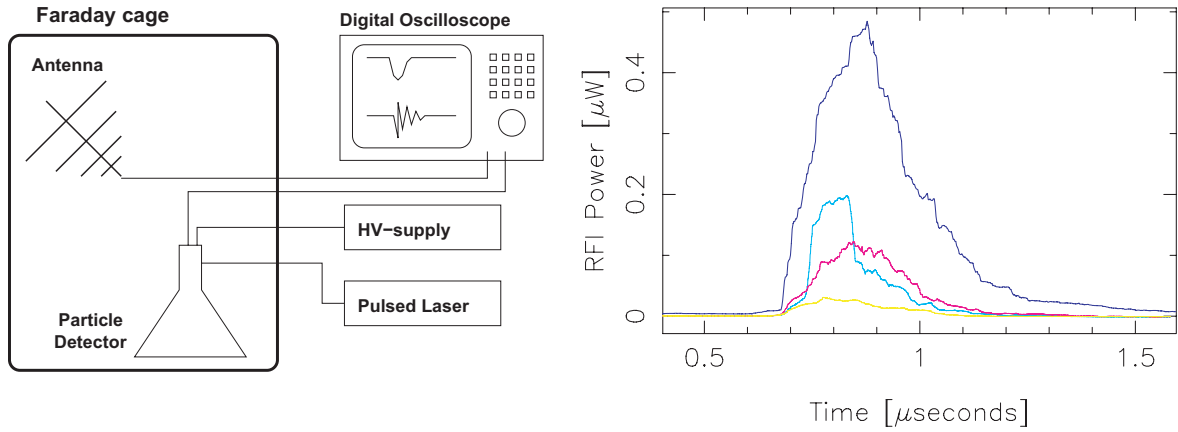 Faraday cage
Antenna
Digital Oscilloscope
HV−supply
Pulsed Laser
Particle
Detector
RFI Power [μW]
0.4
0.2
0
0.5
1
1.5
Time [μseconds]